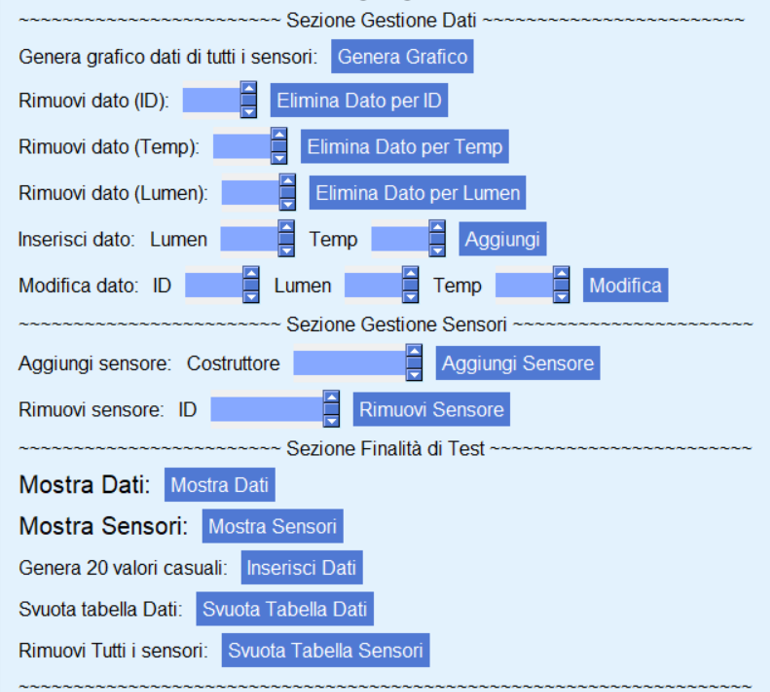 ~~~~~~~~~~~~~~~~~~~~~~~~ Sezione Gestione Dati ~~~~~~~~~~~~~~~~~~~~~~~~
Genera grafico dati di tutti i sensori: Genera Grafico
Rimuovi dato (ID): Elimina Dato per ID
Rimuovi dato (Temp): Elimina Dato per Temp
Rimuovi dato (Lumen): Elimina Dato per Lumen
Inserisci dato: Lumen Temp Aggiungi
Modifica dato: ID Lumen Temp Modifica
~~~~~~~~~~~~~~~~~~~~~~~~ Sezione Gestione Sensori ~~~~~~~~~~~~~~~~~~~~~~
Aggiungi sensore: Costruttore Aggiungi Sensore
Rimuovi sensore: ID Rimuovi Sensore
~~~~~~~~~~~~~~~~~~~~~~~~ Sezione Finalità di Test ~~~~~~~~~~~~~~~~~~~~~~~~
Mostra Dati: Mostra Dati
Mostra Sensori: Mostra Sensori
Genera 20 valori casuali: Inserisci Dati
Svuota tabella Dati: Svuota Tabella Dati
Rimuovi Tutti i sensori: Svuota Tabella Sensori
~~~~~~~~~~~~~~~~~~~~~~~~~~~~~~~~~~~~~~~~~~~~~~~~~~~~~~~~~~~~~~~~~~~